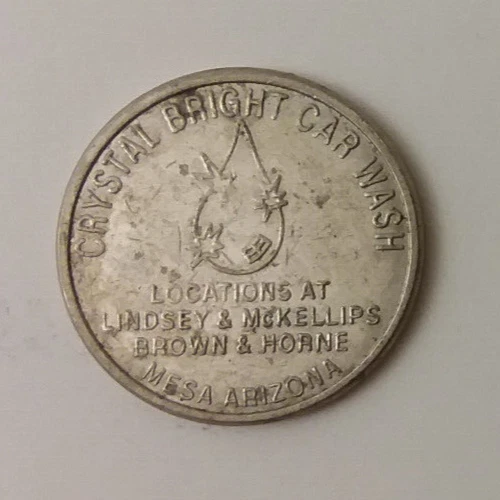 CRYSTAL BRIGHT CAR WASH
LOCATIONS AT
LINDSEY & McKELLIPS
BROWN & HORNE
MESA ARIZONA